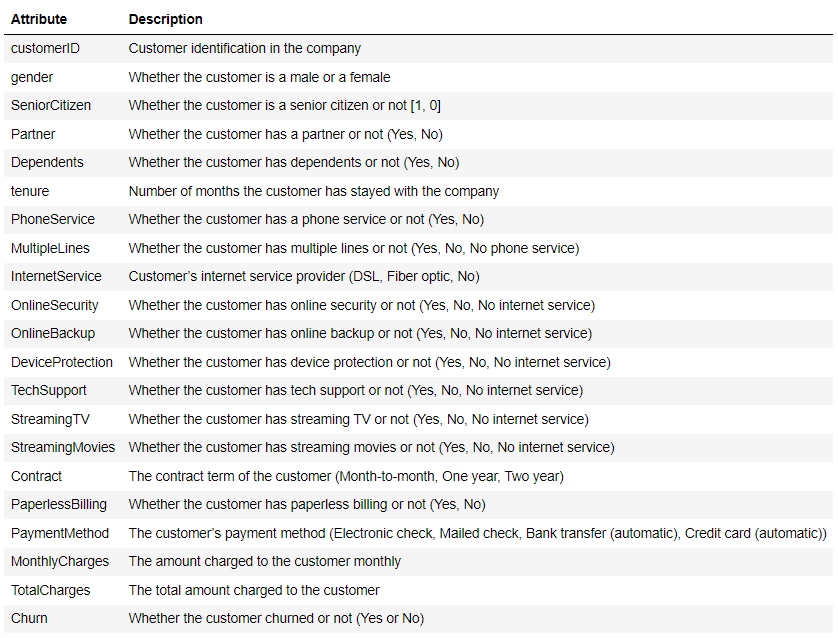 Attribute Description
customerID Customer identification in the company
gender Whether the customer is a male or a female
SeniorCitizen Whether the customer is a senior citizen or not [1, 0]
Partner Whether the customer has a partner or not (Yes, No)
Dependents Whether the customer has dependents or not (Yes, No)
tenure Number of months the customer has stayed with the company
PhoneService Whether the customer has a phone service or not (Yes, No)
MultipleLines Whether the customer has multiple lines or not (Yes, No, No phone service)
InternetService Customer’s internet service provider (DSL, Fiber optic, No)
OnlineSecurity Whether the customer has online security or not (Yes, No, No internet service)
OnlineBackup Whether the customer has online backup or not (Yes, No, No internet service)
DeviceProtection Whether the customer has device protection or not (Yes, No, No internet service)
TechSupport Whether the customer has tech support or not (Yes, No, No internet service)
StreamingTV Whether the customer has streaming TV or not (Yes, No, No internet service)
StreamingMovies Whether the customer has streaming movies or not (Yes, No, No internet service)
Contract The contract term of the customer (Month-to-month, One year, Two year)
PaperlessBilling Whether the customer has paperless billing or not (Yes, No)
PaymentMethod The customer’s payment method (Electronic check, Mailed check, Bank transfer (automatic), Credit card (automatic))
MonthlyCharges The amount charged to the customer monthly
TotalCharges The total amount charged to the customer
Churn Whether the customer churned or not (Yes or No)